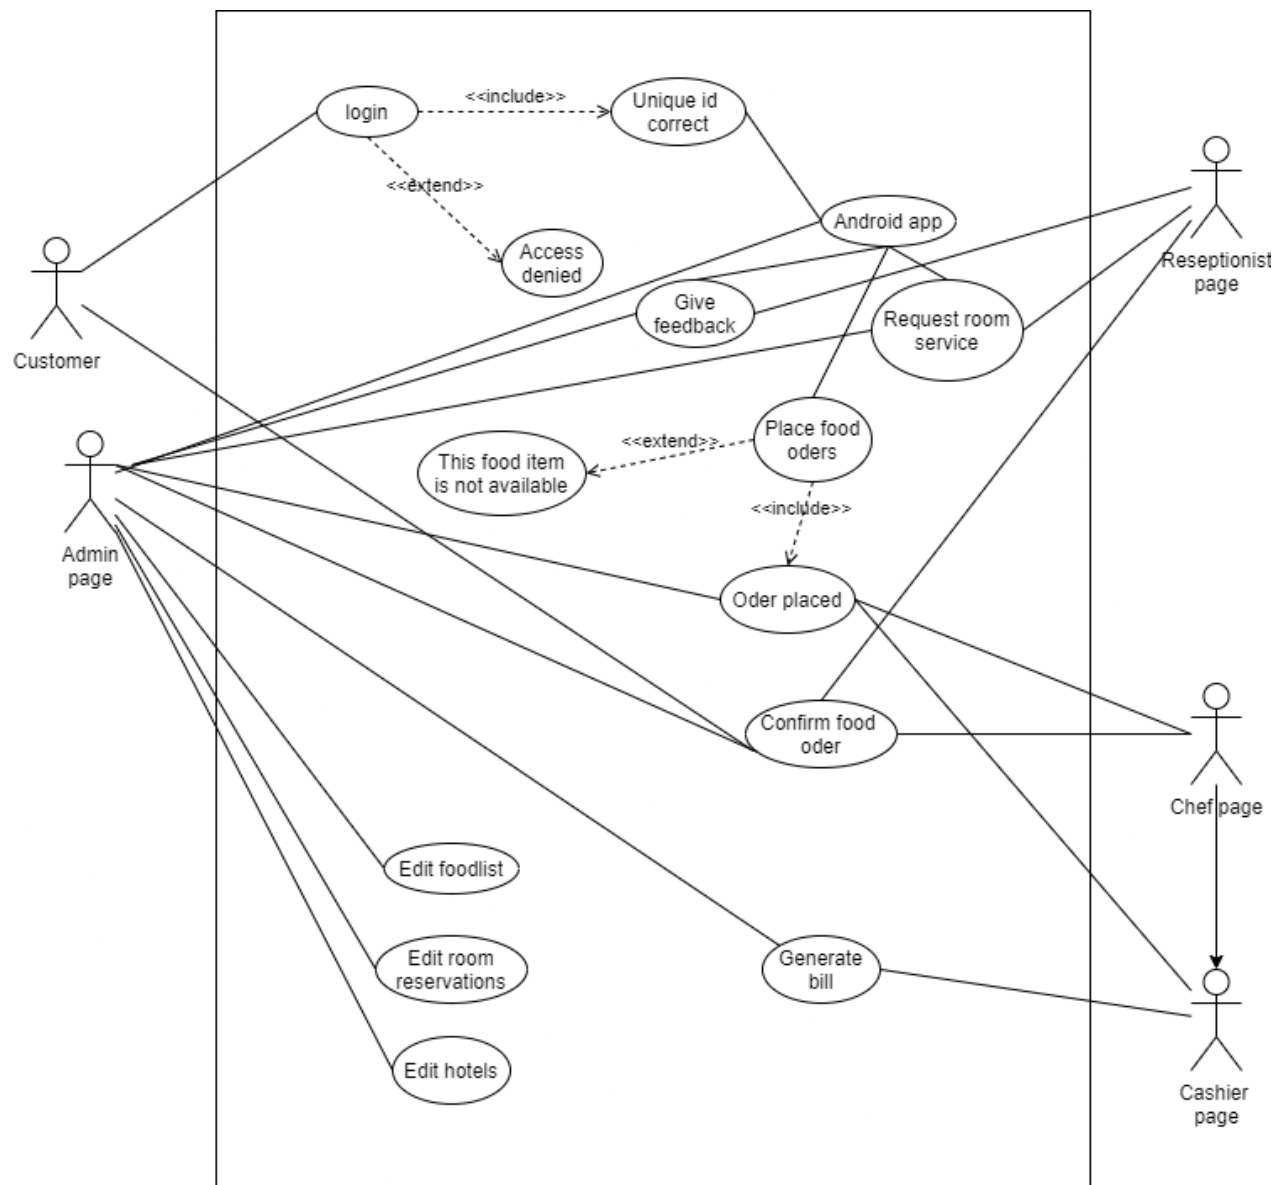 login
<<include>>
Unique id
correct
<<extend>>
Access
denied
Android app
Give
feedback
Request room
service
Customer
Reseptionist
page
Place food
oders
<<extend>>
This food item
is not available
<<include>>
Admin
page
Oder placed
Confirm food
oder
Chef page
Edit foodlist
Edit room
reservations
Generate
bill
Edit hotels
Cashier
page